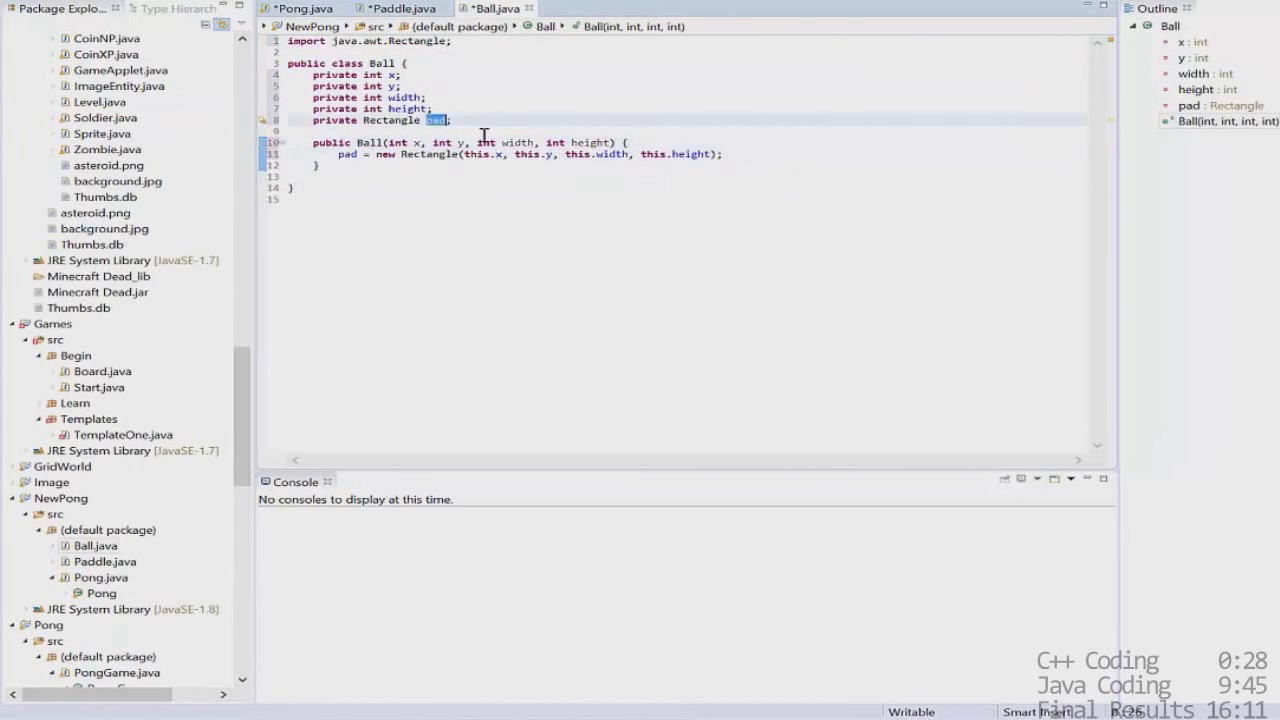 Package Explo...
Type Hierarch
*Pong.java
*Paddle.java
*Ball.java
Outline
NewPong
src
(default package)
Ball
Ball(int, int, int, int)
CoinNP.java
CoinXP.java
GameApplet.java
ImageEntity.java
Level.java
Soldier.java
Sprite.java
Zombie.java
asteroid.png
background.jpg
Thumbs.db
asteroid.png
background.jpg
Thumbs.db
JRE System Library [JavaSE-1.7]
Minecraft Dead_lib
Minecraft Dead.jar
Thumbs.db
Games
src
Begin
Board.java
Start.java
Learn
Templates
TemplateOne.java
JRE System Library [JavaSE-1.7]
GridWorld
Image
NewPong
src
(default package)
Ball.java
Paddle.java
Pong.java
Pong
JRE System Library [JavaSE-1.8]
Pong
src
(default package)
PongGame.java
1 import java.awt.Rectangle;
2
3 public class Ball {
4 private int x;
5 private int y;
6 private int width;
7 private int height;
8 private Rectangle pad;
9
10 public Ball(int x, int y, int width, int height) {
11 pad = new Rectangle(this.x, this.y, this.width, this.height);
12 }
13
14 }
15
Ball
x : int
y : int
width : int
height : int
pad : Rectangle
Ball(int, int, int, int)
Console
No consoles to display at this time.
C++ Coding 0:28
Java Coding 9:45
Final Results 16:11
Writable
Smart Insert